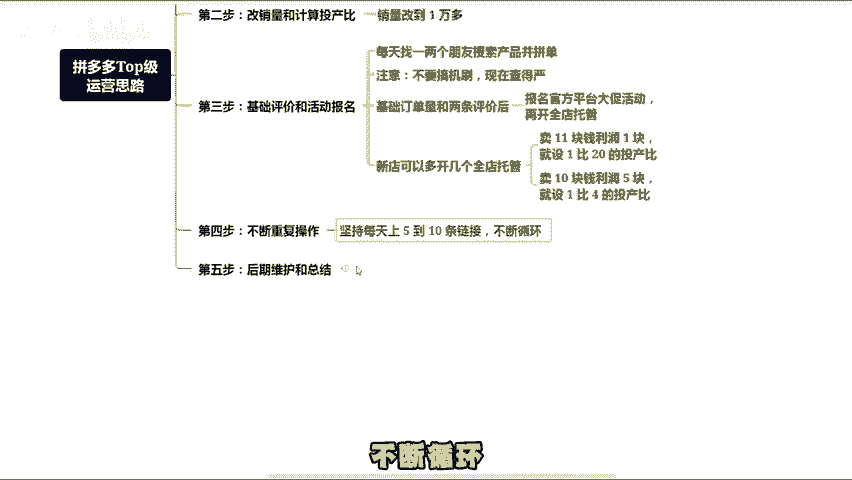 第二步：改销量和计算投产比
销量改到 1 万多
拼多多Top级
运营思路
每天找一两个朋友搜索产品并拼单
注意：不要搞机刷，现在查得严
第三步：基础评价和活动报名
基础订单量和两条评价后
报名官方平台大促活动，
再开全店托管
新店可以多开几个全店托管
卖 11 块钱利润 1 块，
就设 1 比 20 的投产比
卖 10 块钱利润 5 块，
就设 1 比 4 的投产比
第四步：不断重复操作
坚持每天上 5 到 10 条链接，不断循环
第五步：后期维护和总结
不断循环